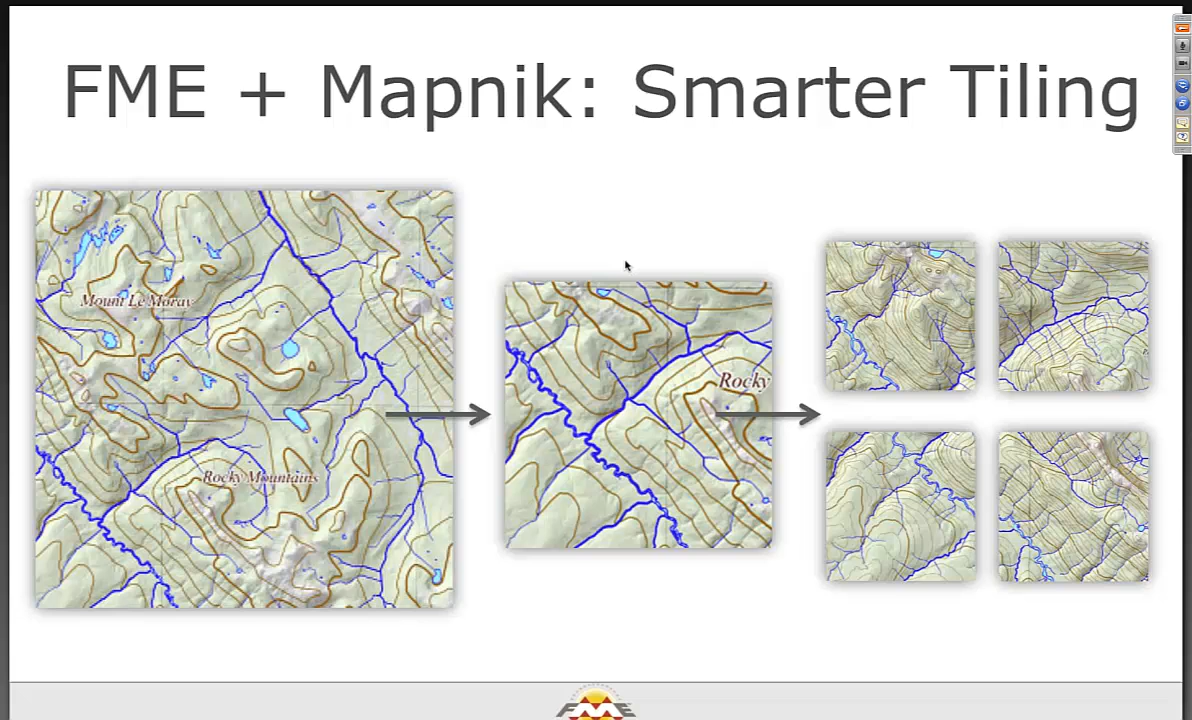 FME + Mapnik: Smarter Tiling
Mount Le Moray
Rocky Mountains
Rocky
FME